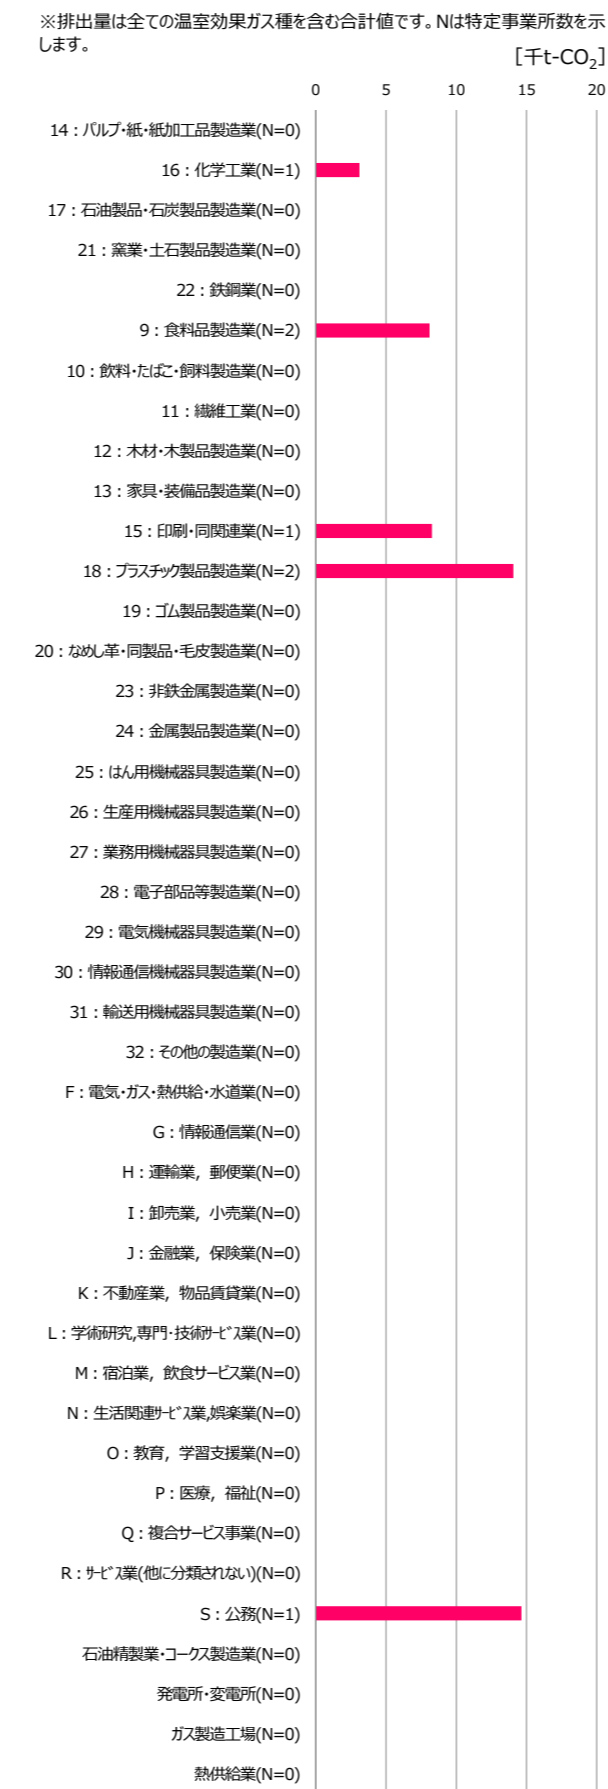 ※排出量は全ての温室効果ガス種を含む合計値です。Nは特定事業所数を示
します。
[千t-CO₂]
0 5 10 15 20
14：パルプ・紙・紙加工品製造業(N=0)
16：化学工業(N=1)
17：石油製品・石炭製品製造業(N=0)
21：窯業・土石製品製造業(N=0)
22：鉄鋼業(N=0)
9：食料品製造業(N=2)
10：飲料・たばこ・飼料製造業(N=0)
11：繊維工業(N=0)
12：木材・木製品製造業(N=0)
13：家具・装備品製造業(N=0)
15：印刷・同関連業(N=1)
18：プラスチック製品製造業(N=2)
19：ゴム製品製造業(N=0)
20：なめし革・同製品・毛皮製造業(N=0)
23：非鉄金属製造業(N=0)
24：金属製品製造業(N=0)
25：はん用機械器具製造業(N=0)
26：生産用機械器具製造業(N=0)
27：業務用機械器具製造業(N=0)
28：電子部品等製造業(N=0)
29：電気機械器具製造業(N=0)
30：情報通信機械器具製造業(N=0)
31：輸送用機械器具製造業(N=0)
32：その他の製造業(N=0)
F：電気・ガス・熱供給・水道業(N=0)
G：情報通信業(N=0)
H：運輸業，郵便業(N=0)
I：卸売業，小売業(N=0)
J：金融業，保険業(N=0)
K：不動産業，物品賃貸業(N=0)
L：学術研究,専門・技術ｻｰﾋﾞｽ業(N=0)
M：宿泊業，飲食サービス業(N=0)
N：生活関連ｻｰﾋﾞｽ業,娯楽業(N=0)
O：教育，学習支援業(N=0)
P：医療，福祉(N=0)
Q：複合サービス事業(N=0)
R：ｻｰﾋﾞｽ業(他に分類されない)(N=0)
S：公務(N=1)
石油精製業・コークス製造業(N=0)
発電所・変電所(N=0)
ガス製造工場(N=0)
熱供給業(N=0)